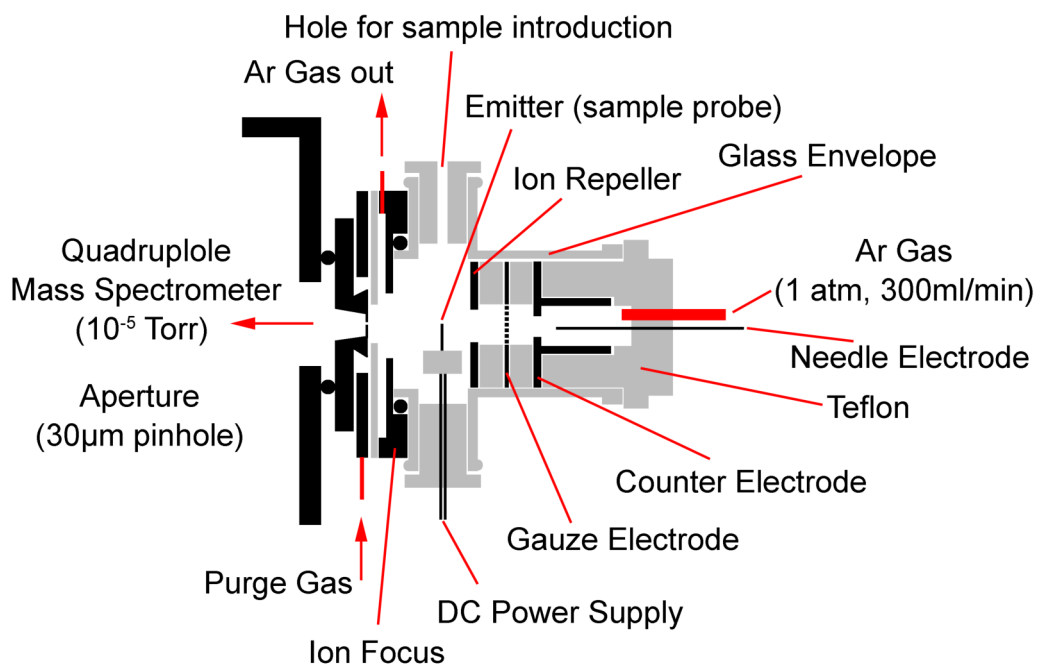 Hole for sample introduction
Ar Gas out
Emitter (sample probe)
Glass Envelope
Ion Repeller
Quadruplole
Mass Spectrometer
(10⁻⁵ Torr)
Ar Gas
(1 atm, 300ml/min)
Needle Electrode
Aperture
(30µm pinhole)
Teflon
Counter Electrode
Gauze Electrode
Purge Gas
DC Power Supply
Ion Focus